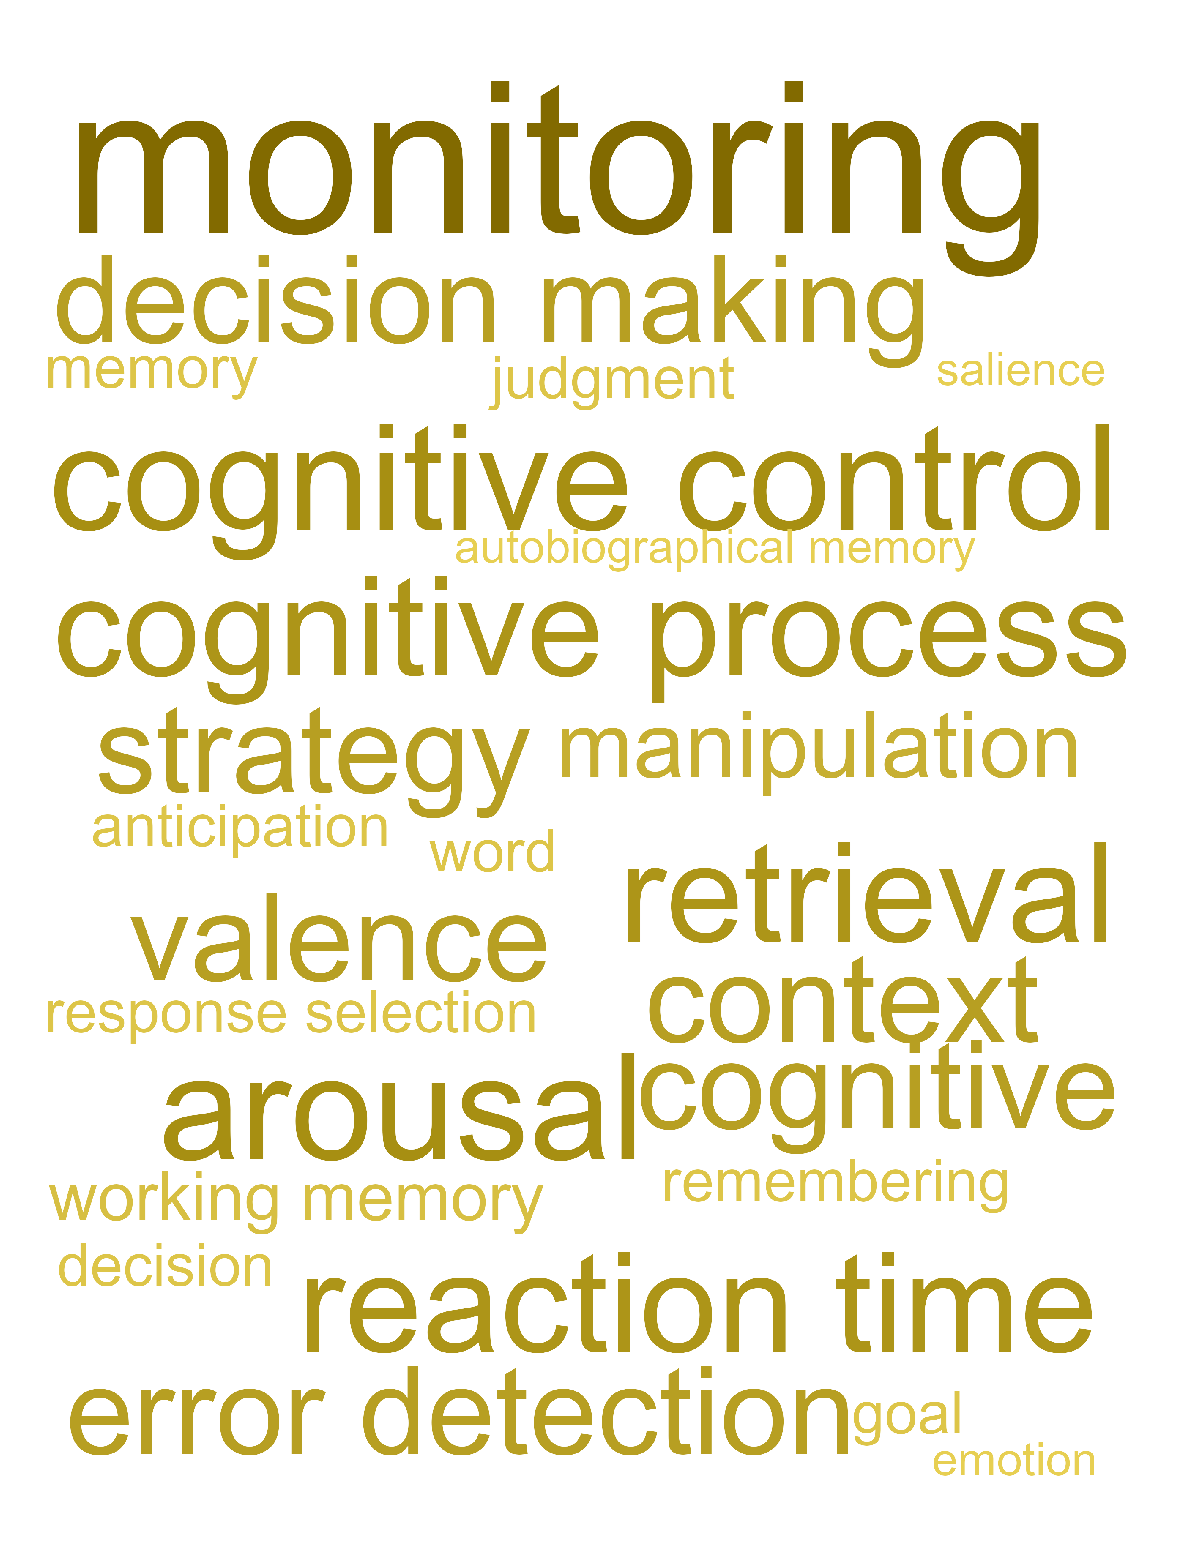 monitoring
decision making
memory judgment salience
cognitive control
autobiographical memory
cognitive process
strategy manipulation
anticipation word
retrieval
valence
context
response selection
arousal cognitive
working memory remembering
decision
reaction time
error detection goal
emotion